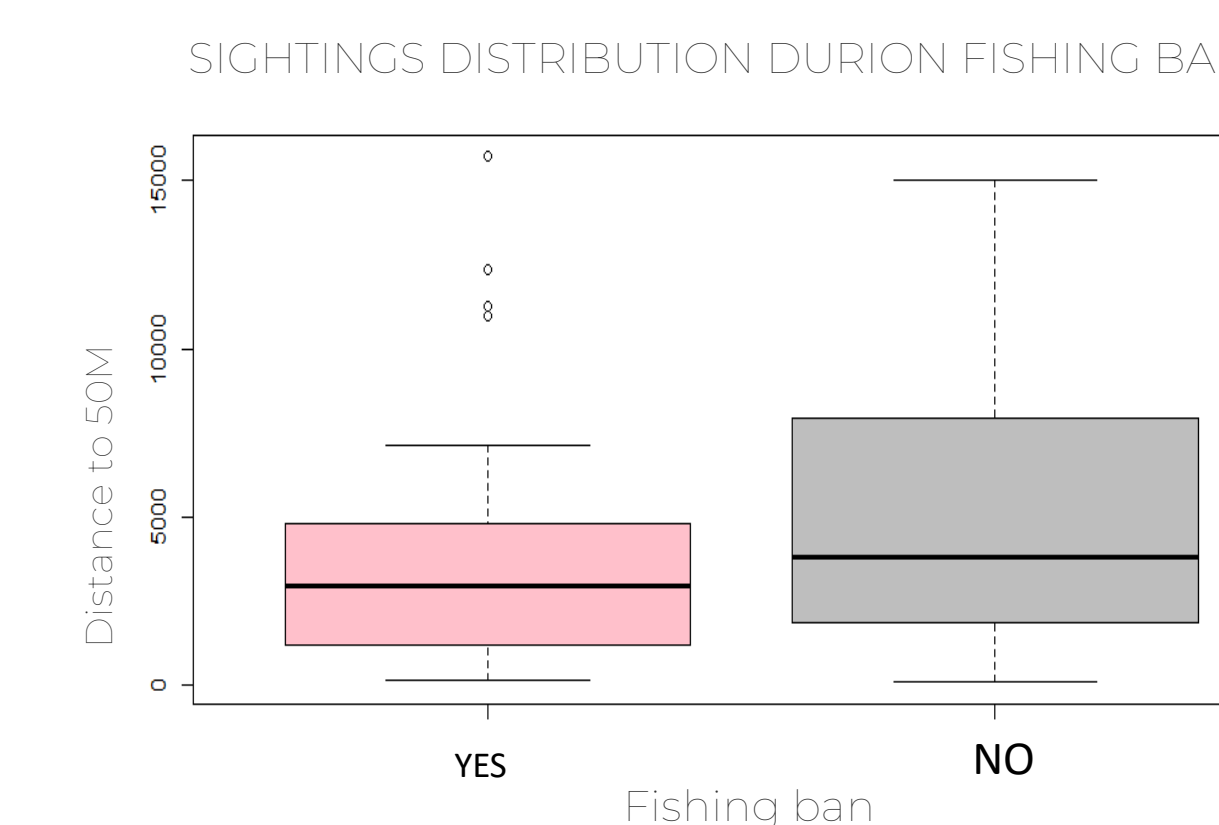 SIGHTINGS DISTRIBUTION DURION FISHING BA
15000
10000
5000
0
Distance to 50M
YES NO
Fishing ban